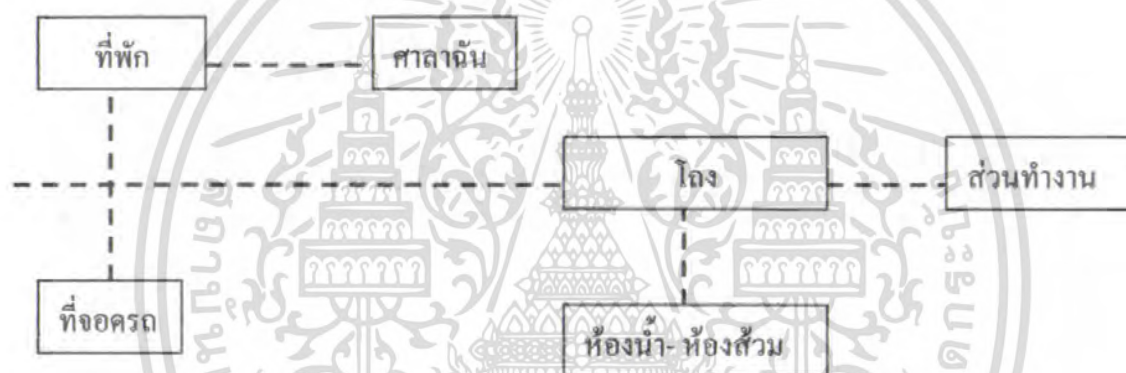 ที่พัก
ศาลาฉัน
โถง
ส่วนทำงาน
ที่จอดรถ
ห้องน้ำ- ห้องส้วม